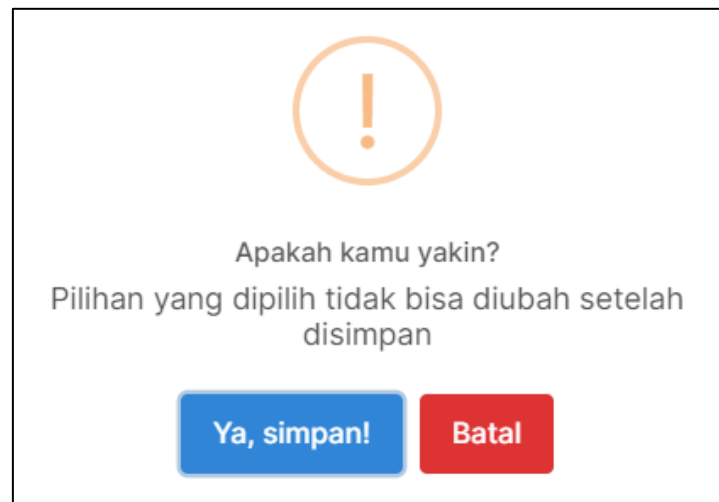 Apakah kamu yakin?
Pilihan yang dipilih tidak bisa diubah setelah
disimpan
Ya, simpan!
Batal